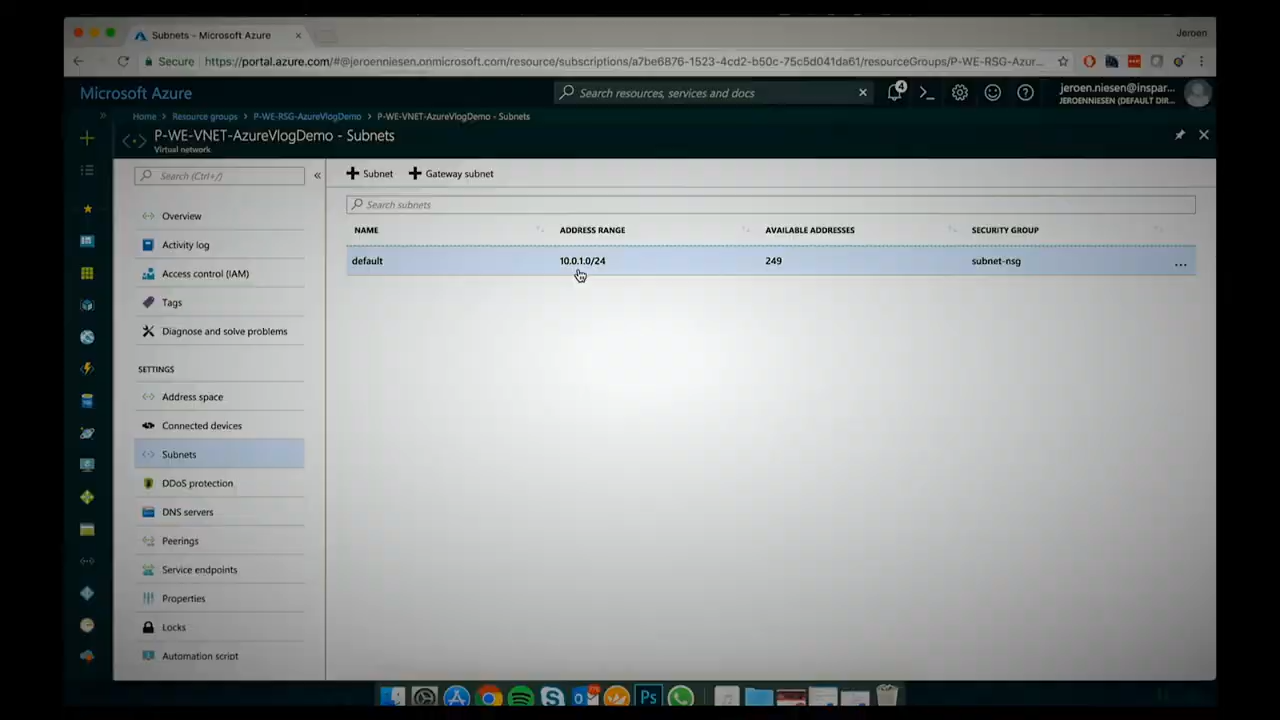 Subnets - Microsoft Azure
Jeroen
Secure
https://portal.azure.com/#@jeroenniesen.onmicrosoft.com/resource/subscriptions/a7be6876-1523-4cd2-b50c-75c5d041da61/resourceGroups/P-WE-RSG-Azur...
Microsoft Azure
Search resources, services and docs
4
jeroen.niesen@inspar...
JEROENNIESEN (DEFAULT DIR...
Home > Resource groups > P-WE-RSG-AzureVlogDemo > P-WE-VNET-AzureVlogDemo - Subnets
P-WE-VNET-AzureVlogDemo - Subnets
Virtual network
Search (Ctrl+/)
Overview
Activity log
Access control (IAM)
Tags
Diagnose and solve problems
SETTINGS
Address space
Connected devices
Subnets
DDoS protection
DNS servers
Peerings
Service endpoints
Properties
Locks
Automation script
+ Subnet + Gateway subnet
Search subnets
NAME ADDRESS RANGE AVAILABLE ADDRESSES SECURITY GROUP
default 10.0.1.0/24 249 subnet-nsg ...
Ps